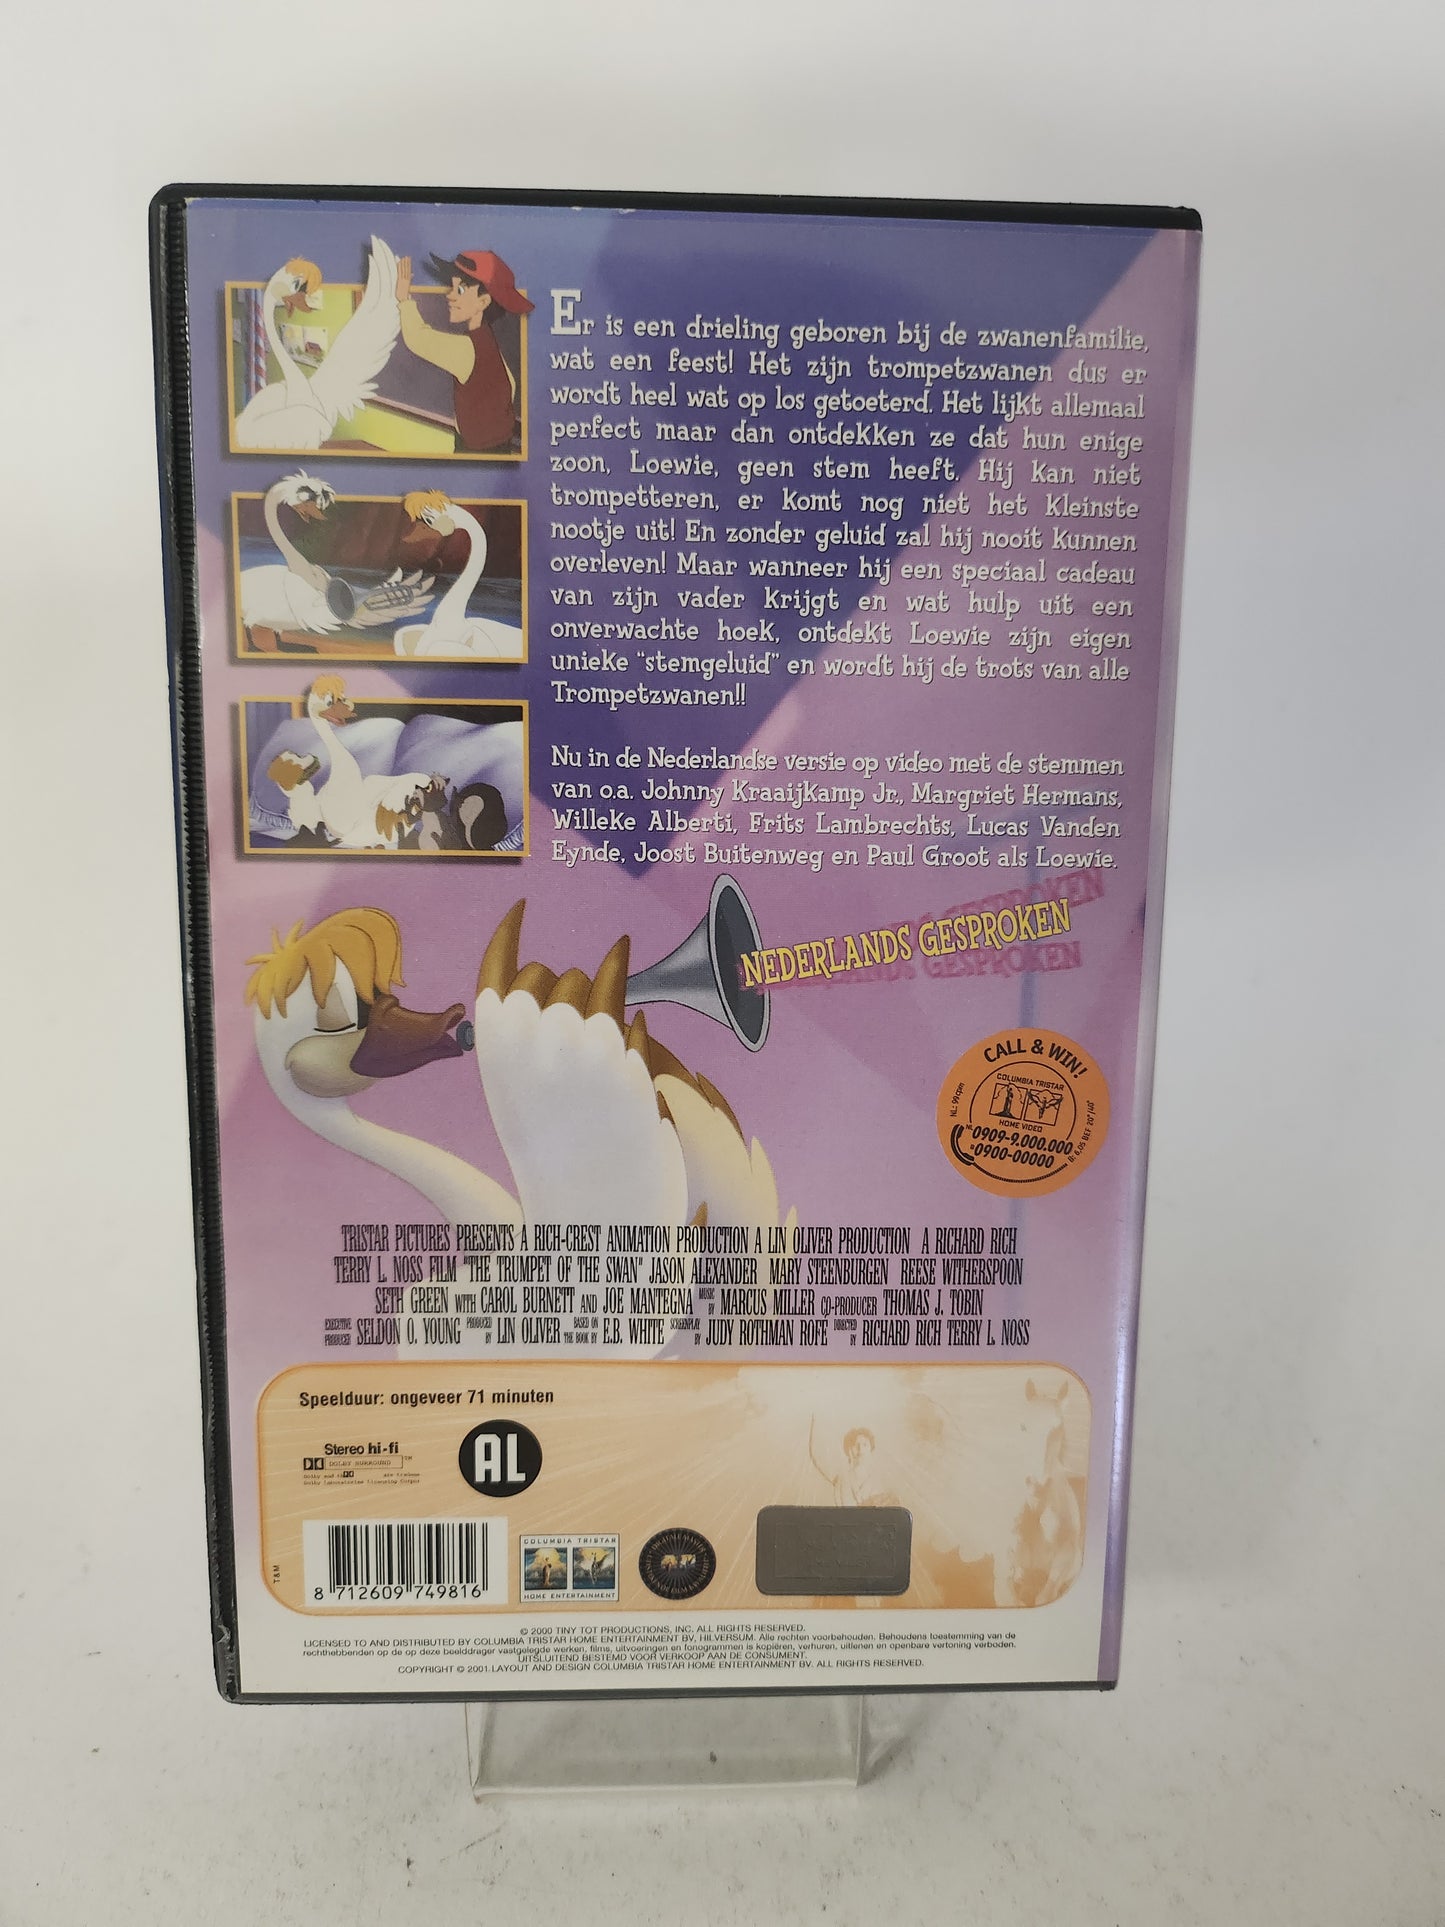 Er is een drieling geboren bij de zwanenfamilie,
wat een feest! Het zijn trompetzwanen dus er
wordt heel wat op los getoeterd. Het lijkt allemaal
perfect maar dan ontdekken ze dat hun enige
zoon, Loewie, geen stem heeft. Hij kan niet
trompetteren, er komt nog niet het kleinste
nootje uit! En zonder geluid zal hij nooit kunnen
overleven! Maar wanneer hij een speciaal cadeau
van zijn vader krijgt en wat hulp uit een
onverwachte hoek, ontdekt Loewie zijn eigen
unieke "stemgeluid" en wordt hij de trots van alle
Trompetzwanen!!
Nu in de Nederlandse versie op video met de stemmen
van o.a. Johnny Kraaijkamp Jr., Margriet Hermans,
Willeke Alberti, Frits Lambrechts, Lucas Vanden
Eynde, Joost Buitenweg en Paul Groot als Loewie.
NEDERLANDS GESPROKEN
CALL & WIN!
COLUMBIA TRISTAR
HOME VIDEO
NL: 99 cpm
NL 0909-9.000.000
B 0900-00000
B: 6,05 BEF 20"/40"
TRISTAR PICTURES PRESENTS A RICH-CREST ANIMATION PRODUCTION A LIN OLIVER PRODUCTION A RICHARD RICH
TERRY L. NOSS FILM "THE TRUMPET OF THE SWAN" JASON ALEXANDER MARY STEENBURGEN REESE WITHERSPOON
SETH GREEN WITH CAROL BURNETT AND JOE MANTEGNA MUSIC BY MARCUS MILLER CO-PRODUCER THOMAS J. TOBIN
EXECUTIVE PRODUCER SELDON O. YOUNG PRODUCED BY LIN OLIVER BASED ON THE BOOK BY E.B. WHITE SCREENPLAY BY JUDY ROTHMAN ROFÉ DIRECTED BY RICHARD RICH TERRY L. NOSS
Speelduur: ongeveer 71 minuten
Stereo hi-fi
DOLBY SURROUND TM
AL
T&M
8 712609 749816
COLUMBIA TRISTAR
HOME ENTERTAINMENT
© 2000 TINY TOT PRODUCTIONS, INC. ALL RIGHTS RESERVED.
LICENSED TO AND DISTRIBUTED BY COLUMBIA TRISTAR HOME ENTERTAINMENT BV, HILVERSUM. Alle rechten voorbehouden. Behoudens toestemming van de
rechthebbenden op de op deze beelddrager vastgelegde werken, films, uitvoeringen en fonogrammen is kopiëren, verhuren, uitlenen en openbare vertoning verboden.
UITSLUITEND BESTEMD VOOR VERKOOP AAN DE CONSUMENT.
COPYRIGHT © 2001 LAYOUT AND DESIGN COLUMBIA TRISTAR HOME ENTERTAINMENT BV. ALL RIGHTS RESERVED.